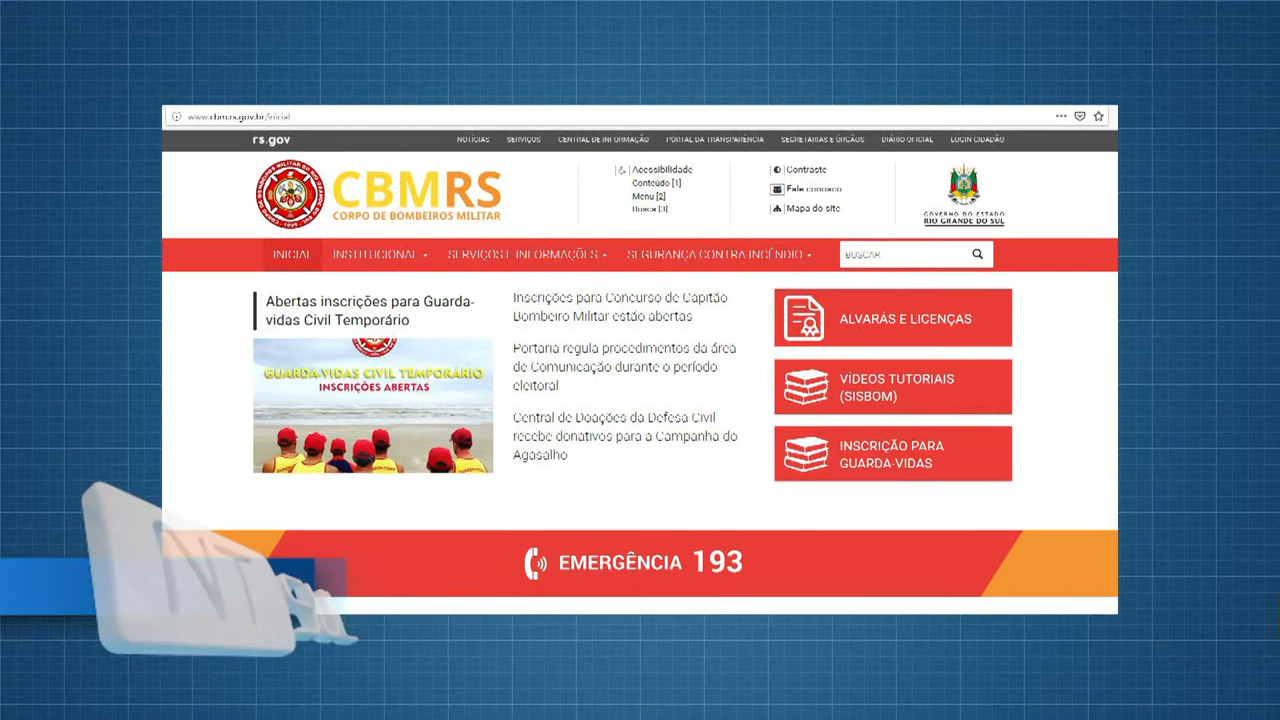 www.cbm.rs.gov.br/inicial
rs.gov
NOTÍCIAS SERVIÇOS CENTRAL DE INFORMAÇÃO PORTAL DA TRANSPARÊNCIA SECRETARIAS E ÓRGÃOS DIÁRIO OFICIAL LOGIN CIDADÃO
CBMRS
CORPO DE BOMBEIROS MILITAR
Acessibilidade
Conteúdo [1]
Menu [2]
Busca [3]
Contraste
Fale conosco
Mapa do site
GOVERNO DO ESTADO
RIO GRANDE DO SUL
INICIAL INSTITUCIONAL SERVIÇOS E INFORMAÇÕES SEGURANÇA CONTRA INCÊNDIO BUSCAR
Abertas inscrições para Guarda-
vidas Civil Temporário
GUARDA-VIDAS CIVIL TEMPORÁRIO
INSCRIÇÕES ABERTAS
Inscrições para Concurso de Capitão
Bombeiro Militar estão abertas
Portaria regula procedimentos da área
de Comunicação durante o período
eleitoral
Central de Doações da Defesa Civil
recebe donativos para a Campanha do
Agasalho
ALVARÁS E LICENÇAS
VÍDEOS TUTORIAIS
(SISBOM)
INSCRIÇÃO PARA
GUARDA-VIDAS
EMERGÊNCIA 193
NT